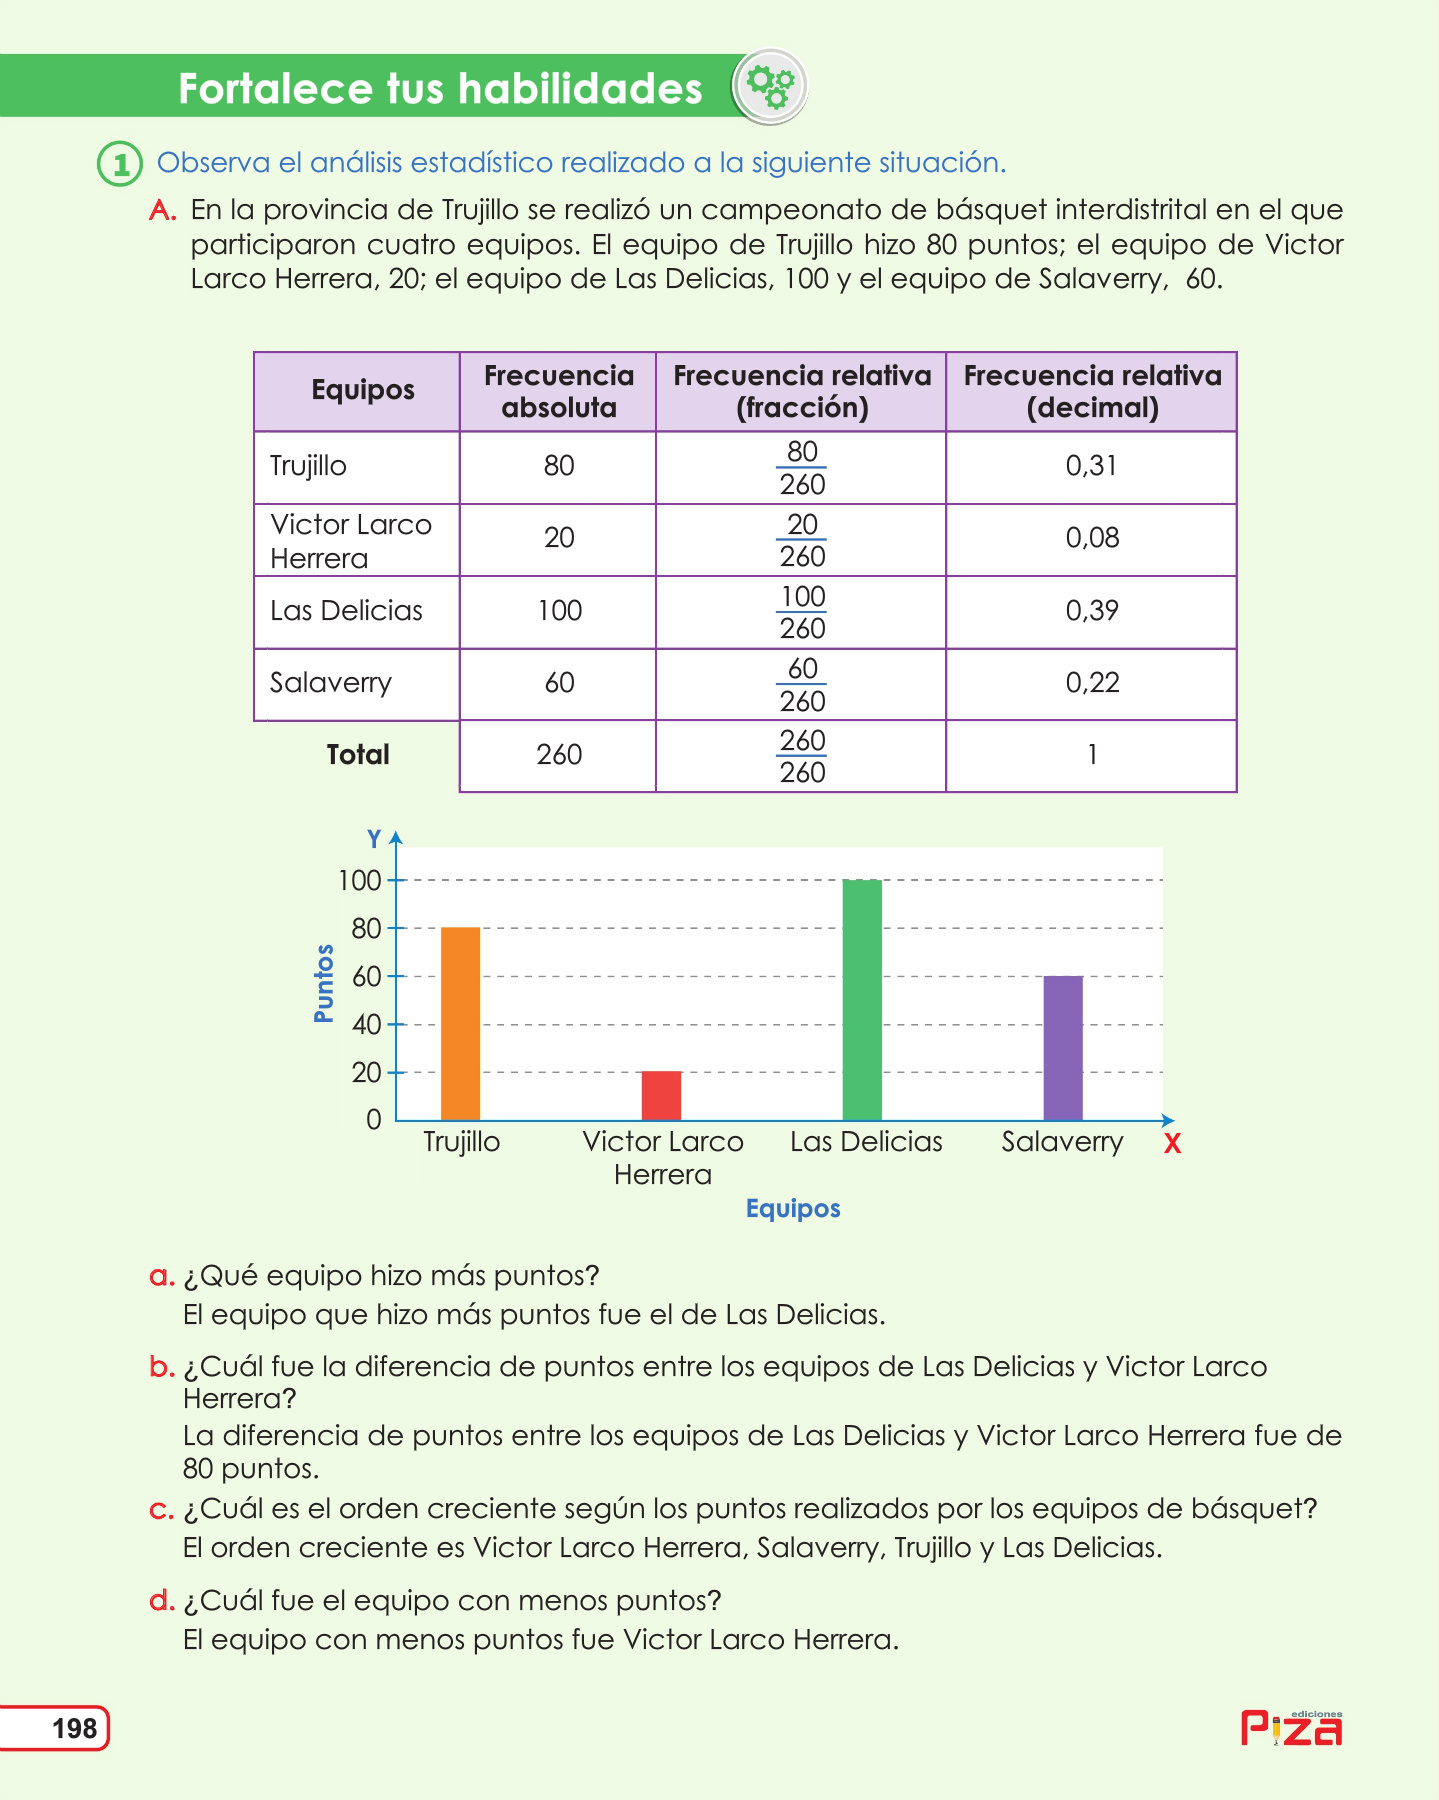 Fortalece tus habilidades
1 Observa el análisis estadístico realizado a la siguiente situación.
A. En la provincia de Trujillo se realizó un campeonato de básquet interdistrital en el que
participaron cuatro equipos. El equipo de Trujillo hizo 80 puntos; el equipo de Victor
Larco Herrera, 20; el equipo de Las Delicias, 100 y el equipo de Salaverry, 60.
Equipos
Frecuencia
absoluta
Frecuencia relativa
(fracción)
Frecuencia relativa
(decimal)
Trujillo
80
80
260
0,31
Victor Larco
Herrera
20
20
260
0,08
Las Delicias
100
100
260
0,39
Salaverry
60
60
260
0,22
Total
260
260
260
1
Y
100
80
60
40
20
0
Puntos
Trujillo
Victor Larco
Herrera
Las Delicias
Salaverry
X
Equipos
a. ¿Qué equipo hizo más puntos?
El equipo que hizo más puntos fue el de Las Delicias.
b. ¿Cuál fue la diferencia de puntos entre los equipos de Las Delicias y Victor Larco
Herrera?
La diferencia de puntos entre los equipos de Las Delicias y Victor Larco Herrera fue de
80 puntos.
c. ¿Cuál es el orden creciente según los puntos realizados por los equipos de básquet?
El orden creciente es Victor Larco Herrera, Salaverry, Trujillo y Las Delicias.
d. ¿Cuál fue el equipo con menos puntos?
El equipo con menos puntos fue Victor Larco Herrera.
198
ediciones
Piza